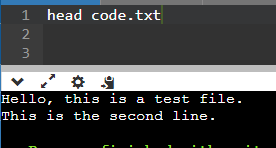 1 head code.txt
2
3
Hello, this is a test file.
This is the second line.